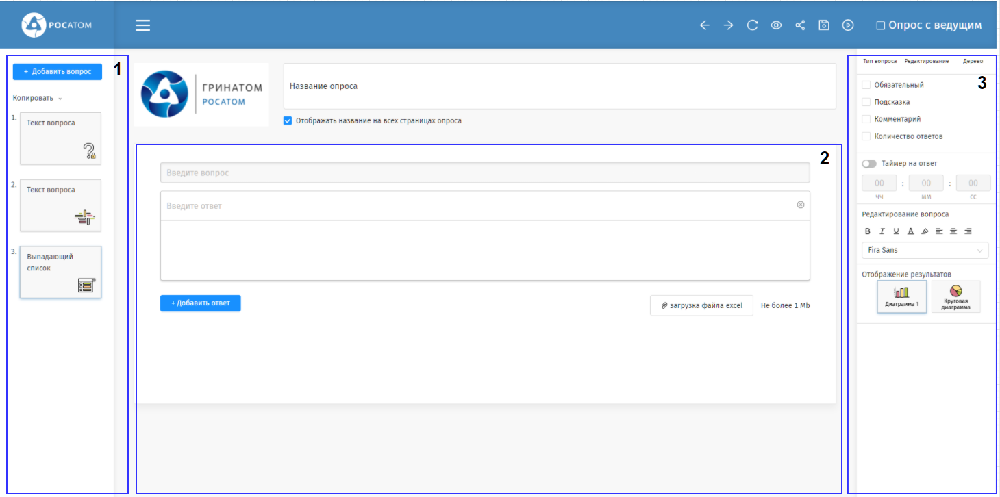 РОСАТОМ
Опрос с ведущим
1
+ Добавить вопрос
Копировать
1.
Текст вопроса
2.
Текст вопроса
3.
Выпадающий
список
ГРИНАТОМ
РОСАТОМ
Название опроса
Отображать название на всех страницах опроса
2
Введите вопрос
Введите ответ
+ Добавить ответ
загрузка файла excel
Не более 1 Mb
Тип вопроса Редактирование Дерево
3
Обязательный
Подсказка
Комментарий
Количество ответов
Таймер на ответ
00 : 00 : 00
чч мм сс
Редактирование вопроса
B I U A
Fira Sans
Отображение результатов
Диаграмма 1
Круговая
диаграмма